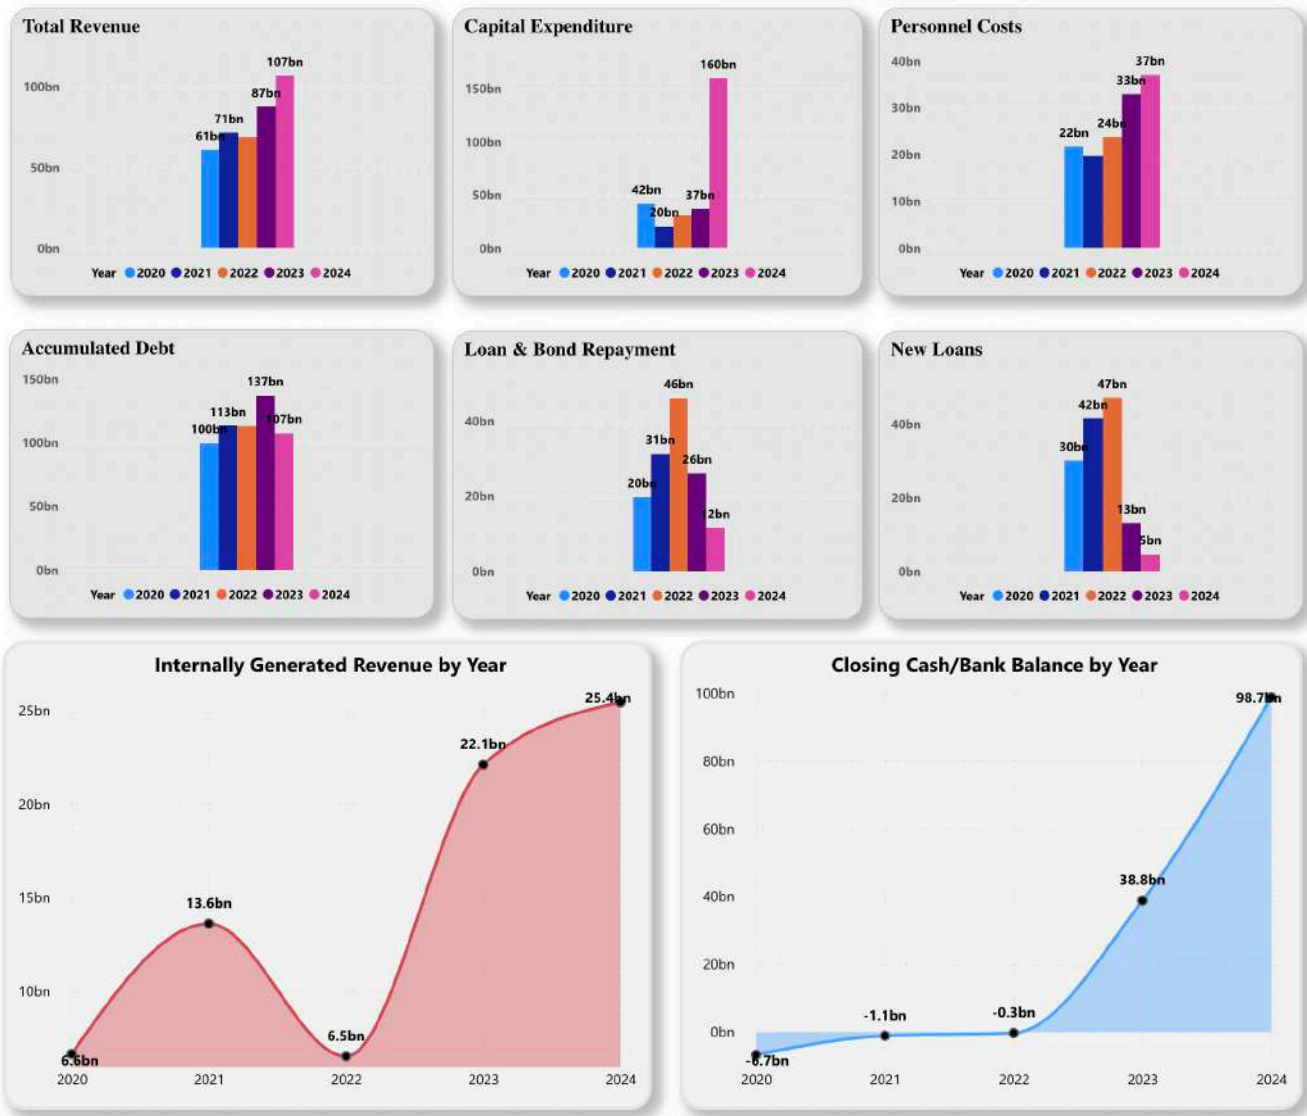 Total Revenue
107bn
100bn
87bn
71bn
61bn
50bn
0bn
Year 2020 2021 2022 2023 2024
Capital Expenditure
160bn
150bn
100bn
50bn
42bn
37bn
20bn
0bn
Year 2020 2021 2022 2023 2024
Personnel Costs
40bn
37bn
33bn
30bn
24bn
22bn
20bn
10bn
0bn
Year 2020 2021 2022 2023 2024
Accumulated Debt
150bn
137bn
113bn
107bn
100bn
100bn
50bn
0bn
Year 2020 2021 2022 2023 2024
Loan & Bond Repayment
46bn
40bn
31bn
26bn
20bn
20bn
12bn
0bn
Year 2020 2021 2022 2023 2024
New Loans
47bn
42bn
40bn
30bn
20bn
13bn
5bn
0bn
Year 2020 2021 2022 2023 2024
Internally Generated Revenue by Year
25.4bn
25bn
22.1bn
20bn
15bn
13.6bn
10bn
6.5bn
6.6bn
2020 2021 2022 2023 2024
Closing Cash/Bank Balance by Year
100bn
98.7bn
80bn
60bn
40bn
38.8bn
20bn
-1.1bn
-0.3bn
0bn
-6.7bn
2020 2021 2022 2023 2024